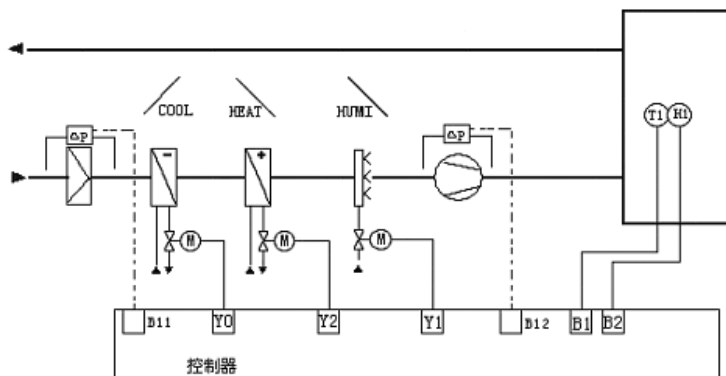 COOL HEAT HUMI
T1 H1
ΔP ΔP
- +
M M M
B11 Y0 Y2 Y1 B12 B1 B2
控制器